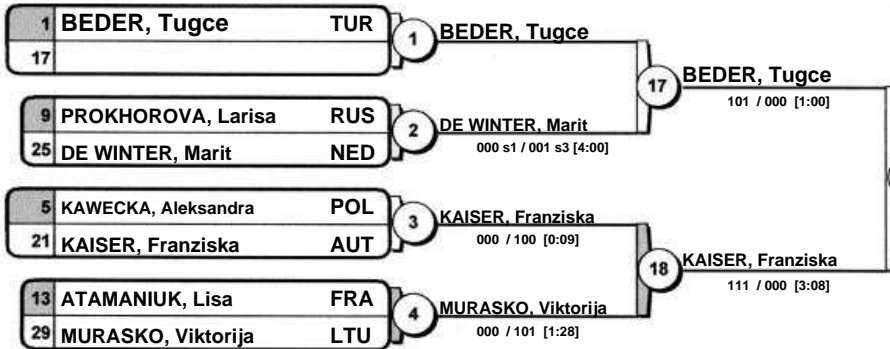 1 BEDER, Tugce TUR
17
1
BEDER, Tugce
9 PROKHOROVA, Larisa RUS
25 DE WINTER, Marit NED
2
DE WINTER, Marit
000 s1 / 001 s3 [4:00]
17
BEDER, Tugce
101 / 000 [1:00]
5 KAWECKA, Aleksandra POL
21 KAISER, Franziska AUT
3
KAISER, Franziska
000 / 100 [0:09]
13 ATAMANIUK, Lisa FRA
29 MURASKO, Viktorija LTU
4
MURASKO, Viktorija
000 / 101 [1:28]
18
KAISER, Franziska
111 / 000 [3:08]